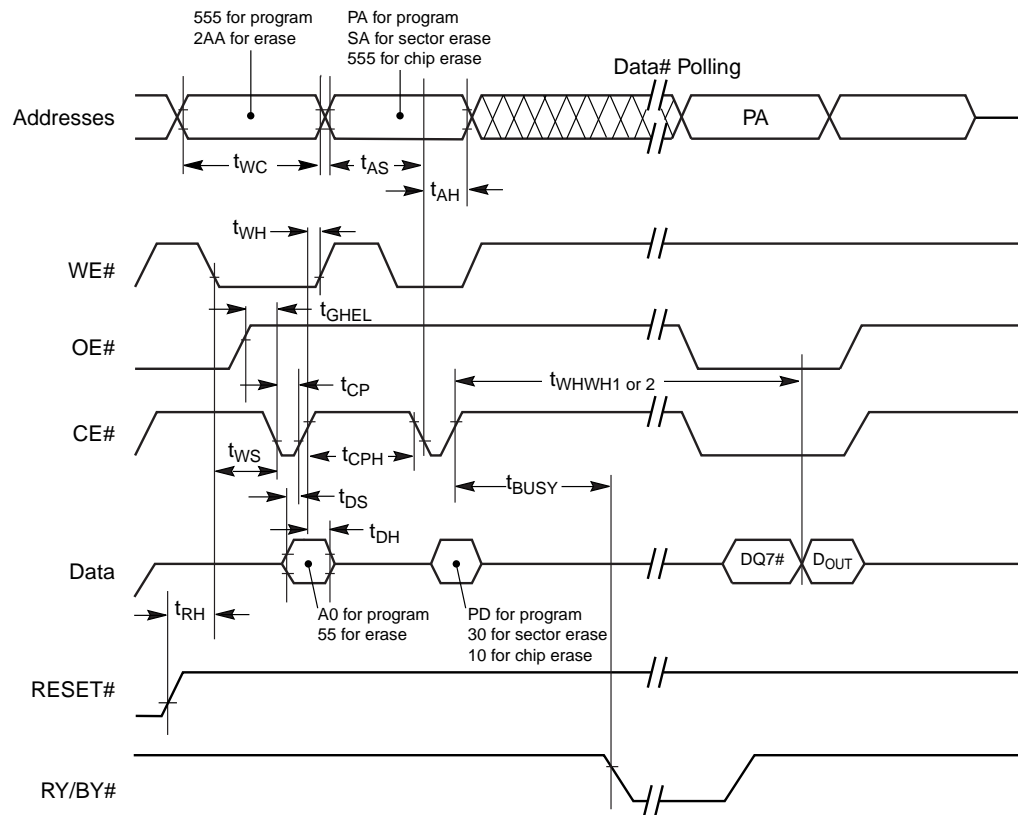 555 for program
2AA for erase
PA for program
SA for sector erase
555 for chip erase
Data# Polling
Addresses
PA
tWC
tAS
tAH
tWH
WE#
tGHEL
OE#
tCP
tWHWH1 or 2
CE#
tWS
tCPH
tDS
tBUSY
tDH
Data
DQ7#
DOUT
tRH
A0 for program
55 for erase
PD for program
30 for sector erase
10 for chip erase
RESET#
RY/BY#